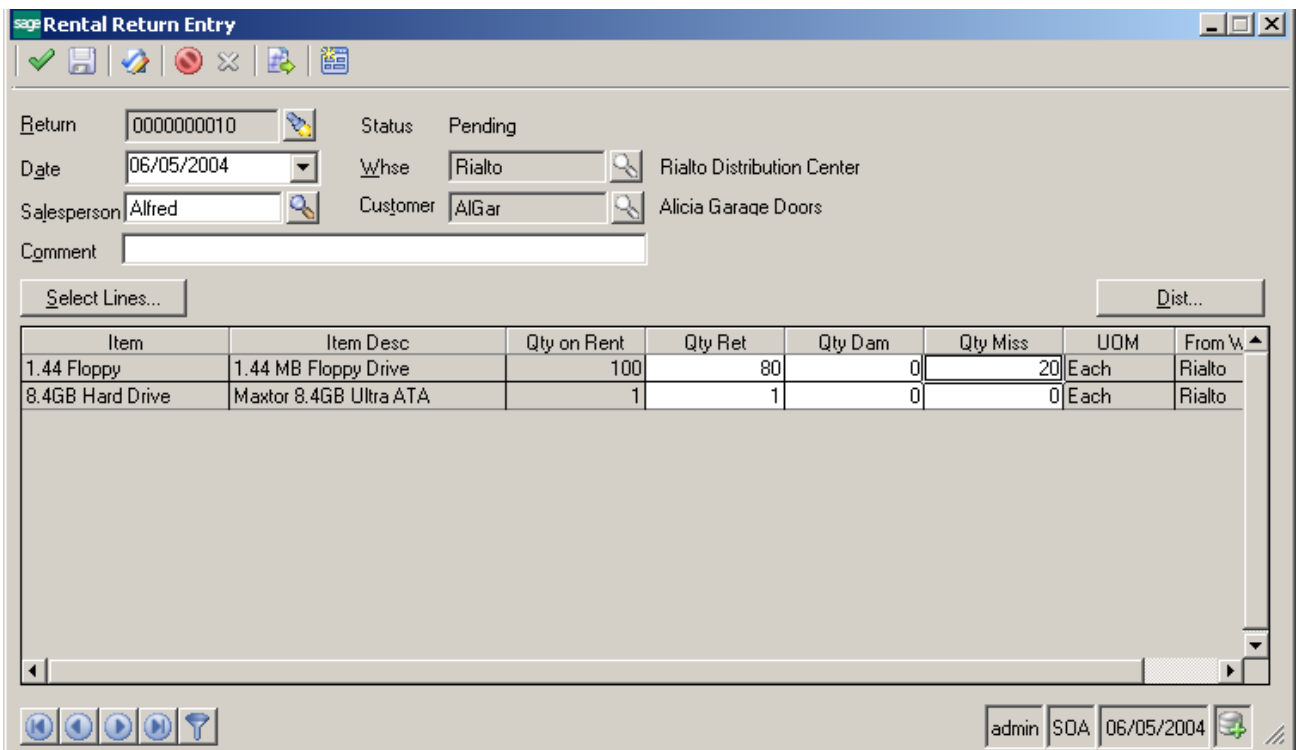 sage Rental Return Entry
Return 0000000010 Status Pending
Date 06/05/2004 Whse Rialto Rialto Distribution Center
Salesperson Alfred Customer AlGar Alicia Garage Doors
Comment
Select Lines... Dist...
Item Item Desc Qty on Rent Qty Ret Qty Dam Qty Miss UOM From W
1.44 Floppy 1.44 MB Floppy Drive 100 80 0 20 Each Rialto
8.4GB Hard Drive Maxtor 8.4GB Ultra ATA 1 1 0 0 Each Rialto
admin SOA 06/05/2004